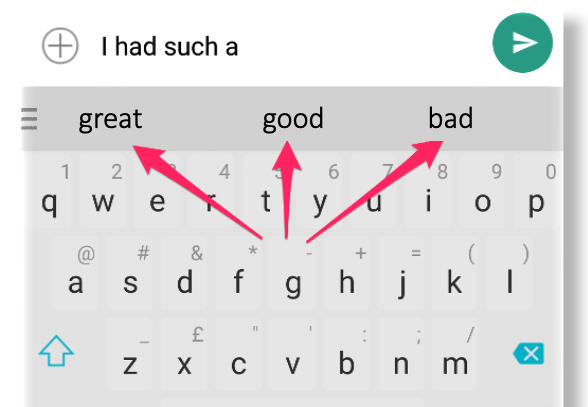 I had such a
great good bad
1 2 3 4 5 6 7 8 9 0
q w e r t y u i o p
@ # & * - + = ( )
a s d f g h j k l
_ £ " ' : ; /
z x c v b n m